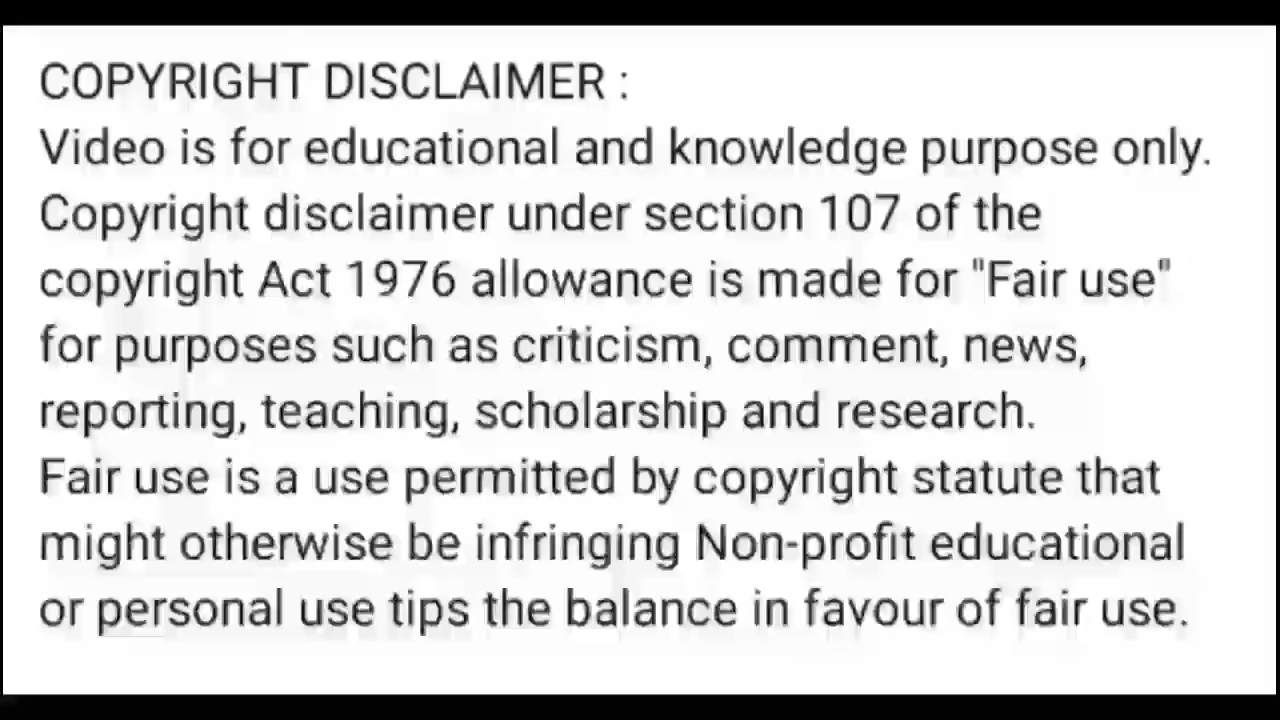 COPYRIGHT DISCLAIMER :
Video is for educational and knowledge purpose only.
Copyright disclaimer under section 107 of the
copyright Act 1976 allowance is made for "Fair use"
for purposes such as criticism, comment, news,
reporting, teaching, scholarship and research.
Fair use is a use permitted by copyright statute that
might otherwise be infringing Non-profit educational
or personal use tips the balance in favour of fair use.